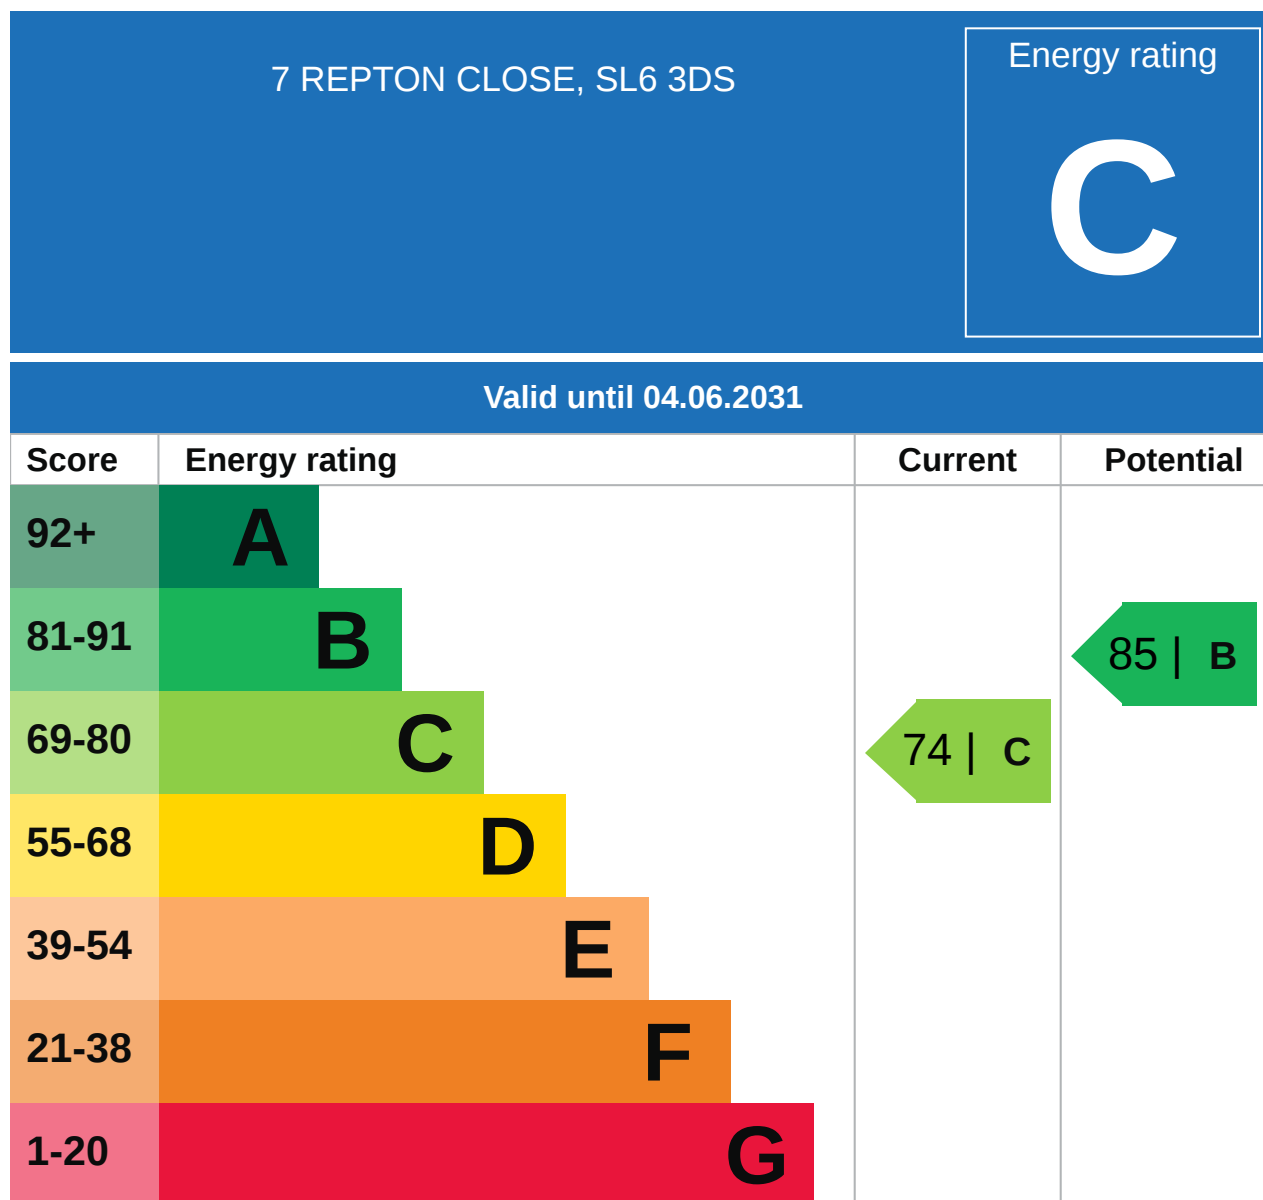 7 REPTON CLOSE, SL6 3DS
Energy rating
C
Valid until 04.06.2031
Score Energy rating Current Potential
92+ A
81-91 B 85 | B
69-80 C 74 | C
55-68 D
39-54 E
21-38 F
1-20 G